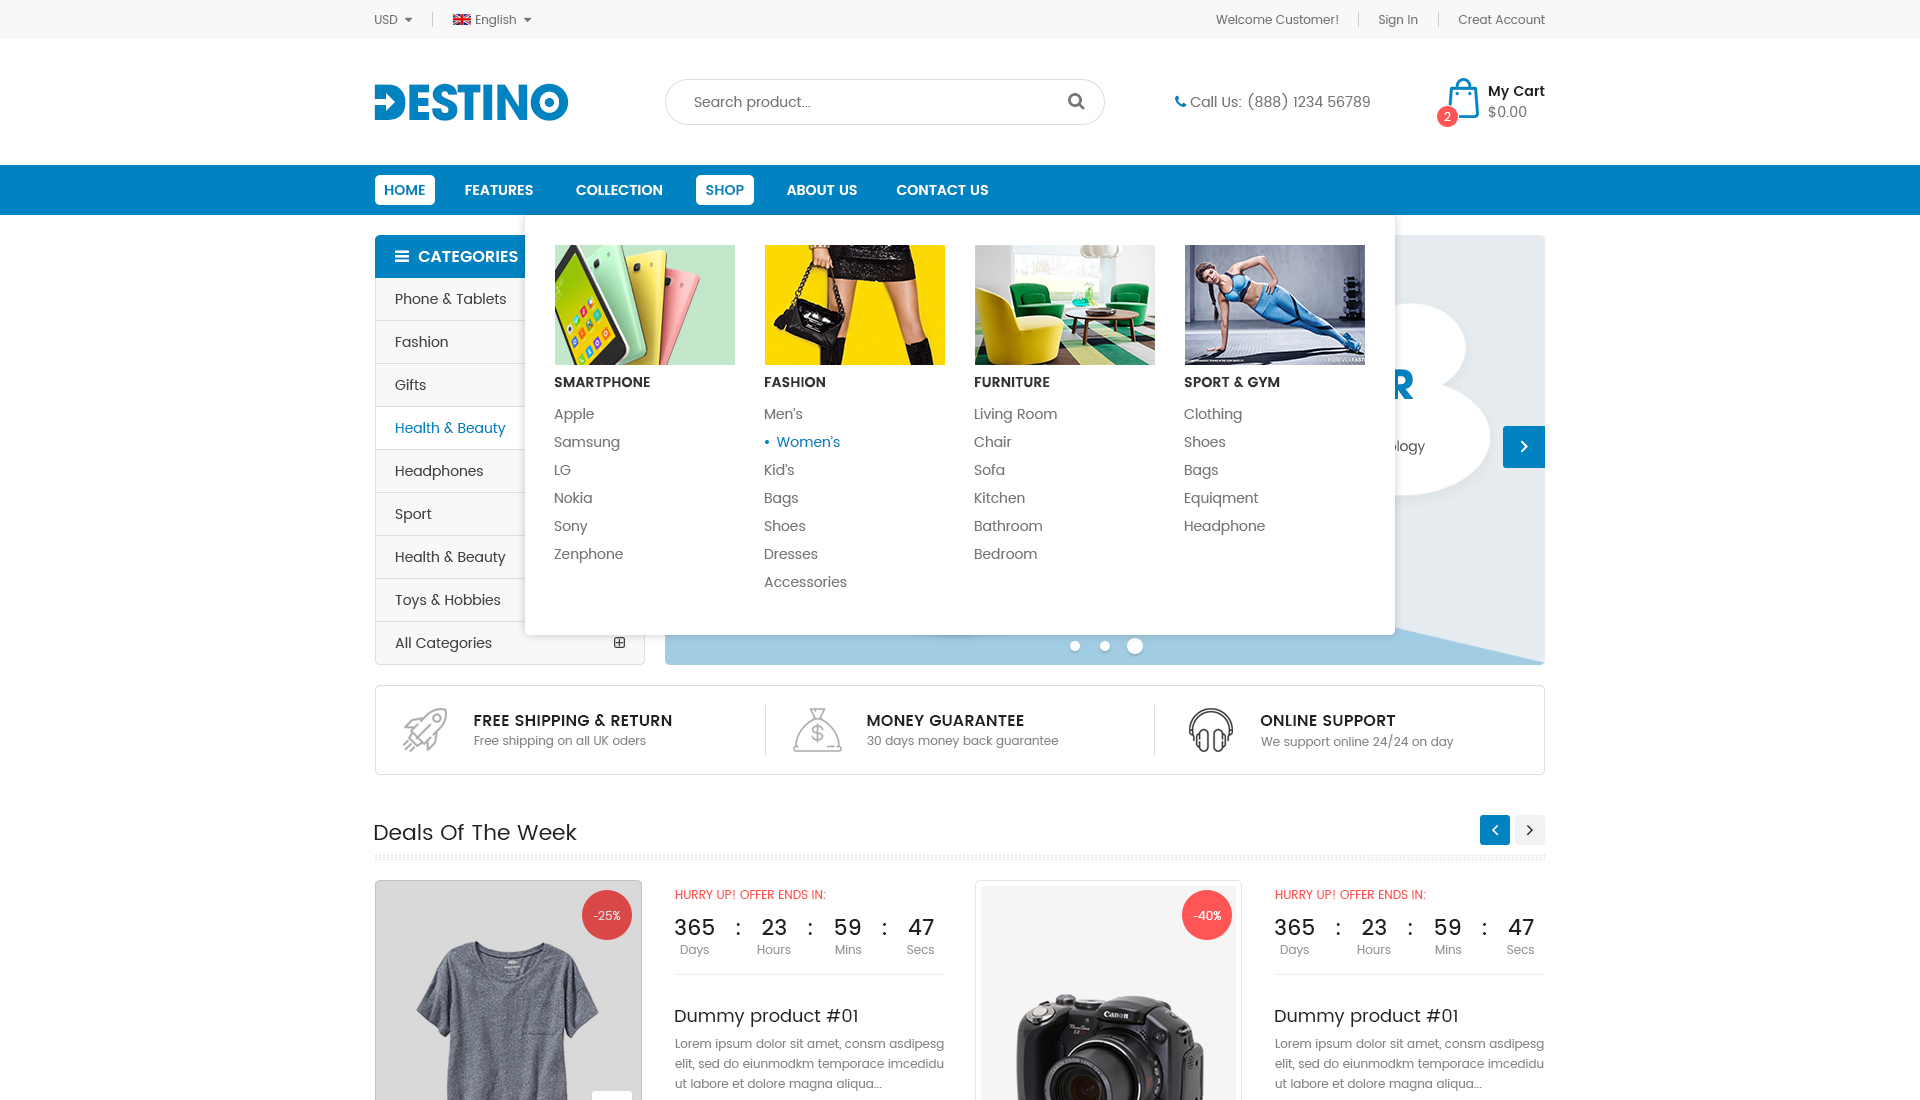 USD
English
Welcome Customer!
Sign In
Creat Account
DESTINO
Search product...
Call Us: (888) 1234 56789
My Cart
$0.00
2
HOME
FEATURES
COLLECTION
SHOP
ABOUT US
CONTACT US
CATEGORIES
Phone & Tablets
Fashion
Gifts
Health & Beauty
Headphones
Sport
Health & Beauty
Toys & Hobbies
All Categories
SMARTPHONE
Apple
Samsung
LG
Nokia
Sony
Zenphone
FASHION
Men's
• Women's
Kid's
Bags
Shoes
Dresses
Accessories
FURNITURE
Living Room
Chair
Sofa
Kitchen
Bathroom
Bedroom
SPORT & GYM
Clothing
Shoes
Bags
Equiqment
Headphone
R
ology
FREE SHIPPING & RETURN
Free shipping on all UK oders
MONEY GUARANTEE
30 days money back guarantee
ONLINE SUPPORT
We support online 24/24 on day
Deals Of The Week
-25%
HURRY UP! OFFER ENDS IN:
365 : 23 : 59 : 47
Days Hours Mins Secs
Dummy product #01
Lorem ipsum dolor sit amet, consm asdipesg
elit, sed do eiunmodkm temporace imcedidu
ut labore et dolore magna aliqua...
-40%
Canon
HURRY UP! OFFER ENDS IN:
365 : 23 : 59 : 47
Days Hours Mins Secs
Dummy product #01
Lorem ipsum dolor sit amet, consm asdipesg
elit, sed do eiunmodkm temporace imcedidu
ut labore et dolore magna aliqua...